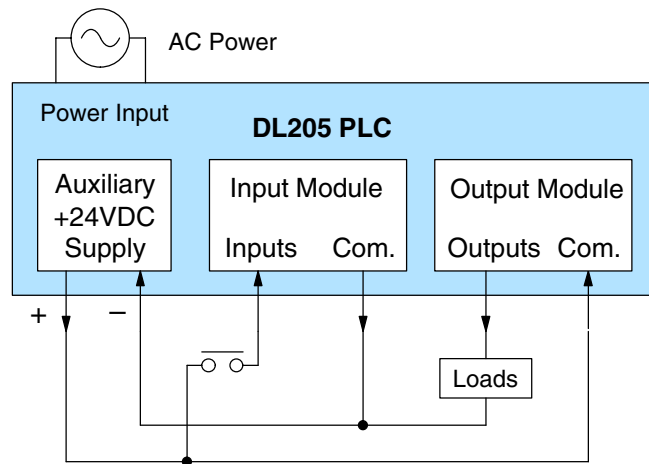 AC Power
Power Input
DL205 PLC
Auxiliary
+24VDC
Supply
Input Module
Inputs Com.
Output Module
Outputs Com.
+ –
Loads